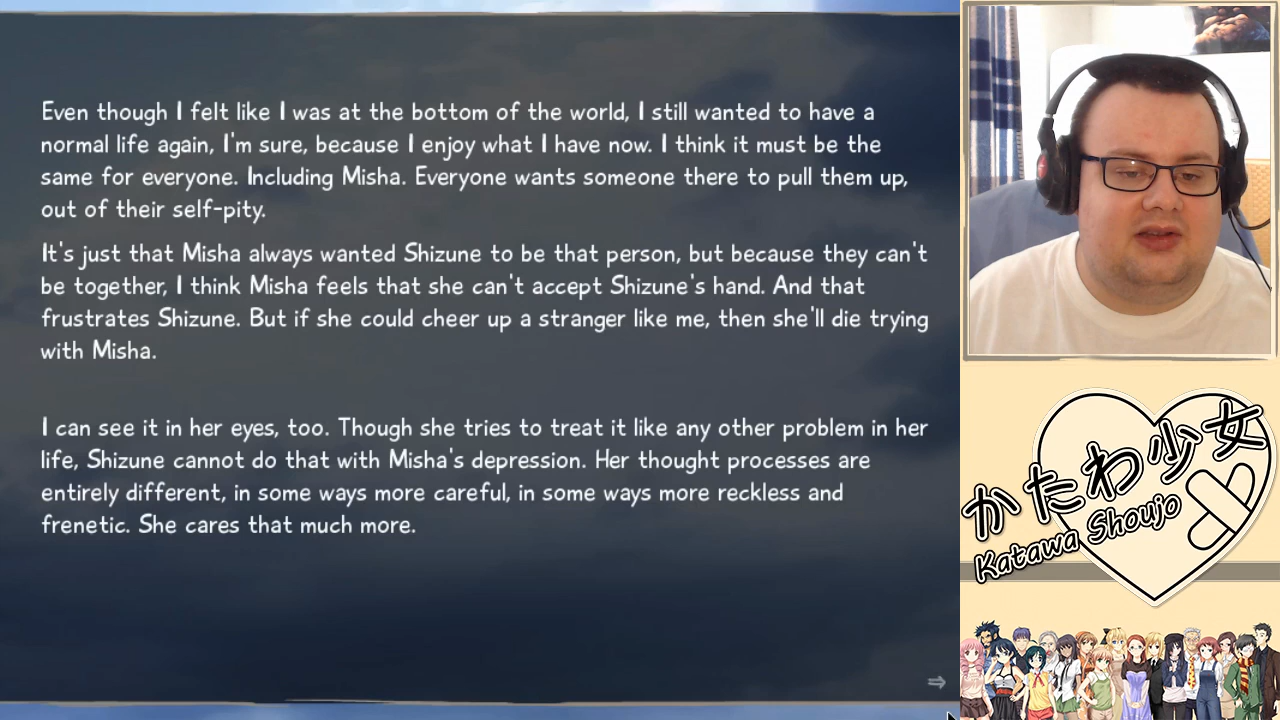 Even though I felt like I was at the bottom of the world, I still wanted to have a
normal life again, I'm sure, because I enjoy what I have now. I think it must be the
same for everyone. Including Misha. Everyone wants someone there to pull them up,
out of their self-pity.
It's just that Misha always wanted Shizune to be that person, but because they can't
be together, I think Misha feels that she can't accept Shizune's hand. And that
frustrates Shizune. But if she could cheer up a stranger like me, then she'll die trying
with Misha.
I can see it in her eyes, too. Though she tries to treat it like any other problem in her
life, Shizune cannot do that with Misha's depression. Her thought processes are
entirely different, in some ways more careful, in some ways more reckless and
frenetic. She cares that much more.
かたわ少女
Katawa Shoujo